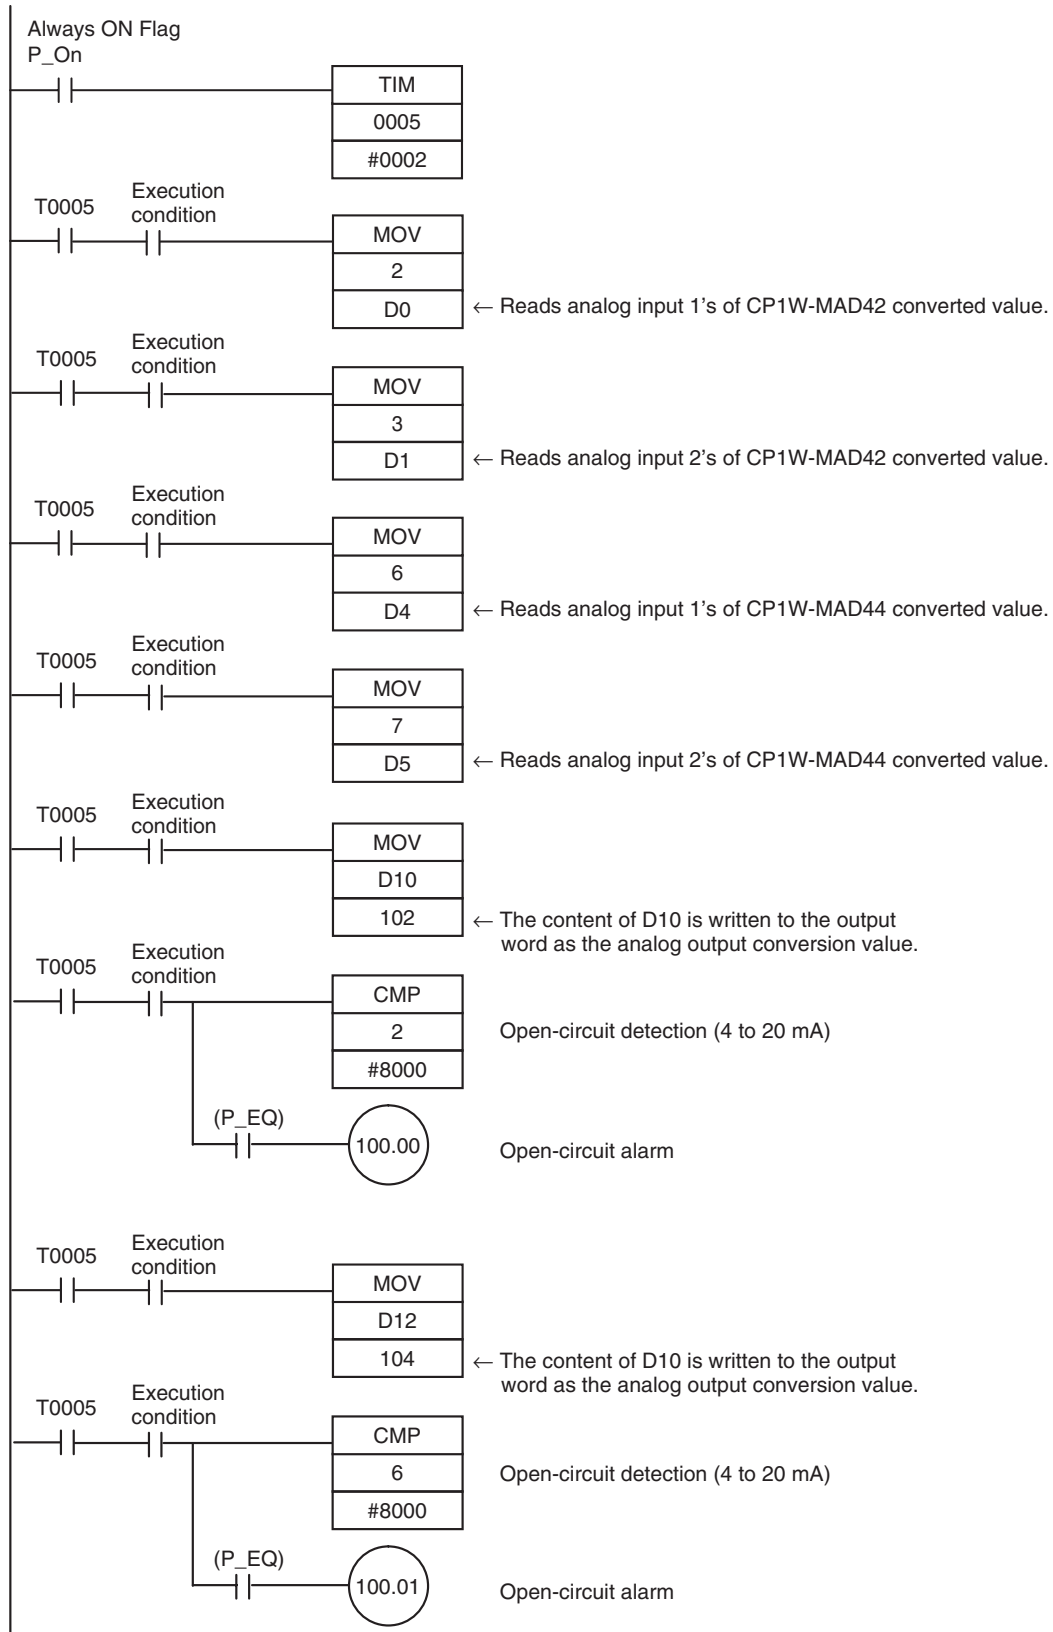 Always ON Flag
P_On
TIM
0005
#0002
T0005
Execution
condition
MOV
2
D0
← Reads analog input 1's of CP1W-MAD42 converted value.
T0005
Execution
condition
MOV
3
D1
← Reads analog input 2's of CP1W-MAD42 converted value.
T0005
Execution
condition
MOV
6
D4
← Reads analog input 1's of CP1W-MAD44 converted value.
T0005
Execution
condition
MOV
7
D5
← Reads analog input 2's of CP1W-MAD44 converted value.
T0005
Execution
condition
MOV
D10
102
← The content of D10 is written to the output
word as the analog output conversion value.
T0005
Execution
condition
CMP
2
#8000
Open-circuit detection (4 to 20 mA)
(P_EQ)
100.00
Open-circuit alarm
T0005
Execution
condition
MOV
D12
104
← The content of D10 is written to the output
word as the analog output conversion value.
T0005
Execution
condition
CMP
6
#8000
Open-circuit detection (4 to 20 mA)
(P_EQ)
100.01
Open-circuit alarm